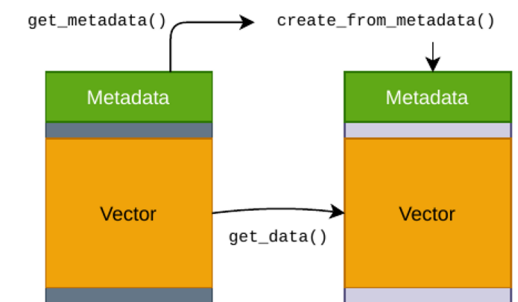 get_metadata()
create_from_metadata()
Metadata
Metadata
Vector
Vector
get_data()